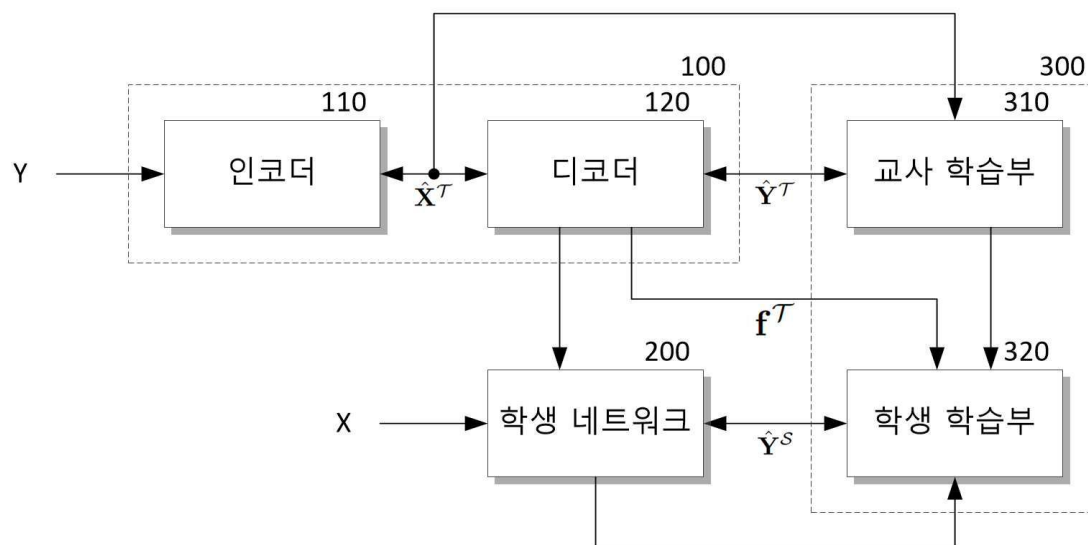 100
300
110
120
310
Y
인코더
X̂^𝒯
디코더
Ŷ^𝒯
교사 학습부
f^𝒯
200
320
X
학생 네트워크
Ŷ^𝒮
학생 학습부